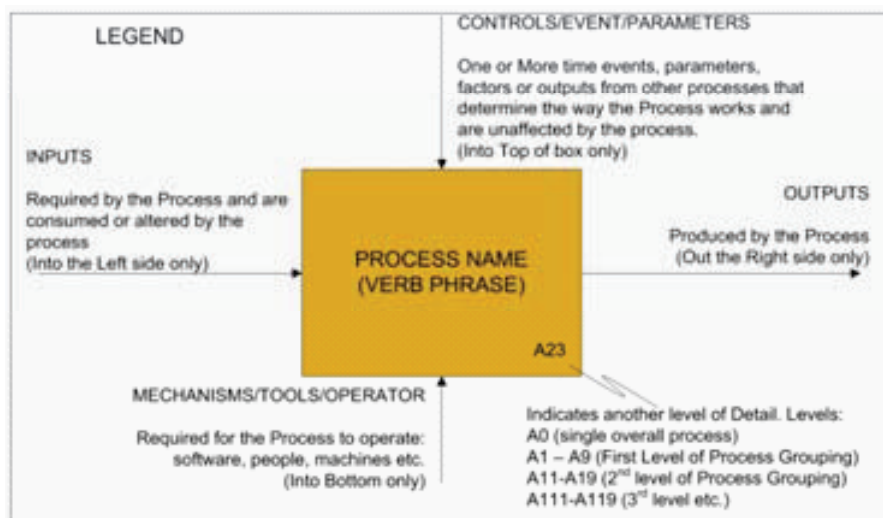 LEGEND
CONTROLS/EVENT/PARAMETERS
One or More time events, parameters,
factors or outputs from other processes that
determine the way the Process works and
are unaffected by the process.
(Into Top of box only)
INPUTS
Required by the Process and are
consumed or altered by the
process
(Into the Left side only)
OUTPUTS
Produced by the Process
(Out the Right side only)
PROCESS NAME
(VERB PHRASE)
A23
MECHANISMS/TOOLS/OPERATOR
Required for the Process to operate:
software, people, machines etc.
(Into Bottom only)
Indicates another level of Detail. Levels:
A0 (single overall process)
A1 – A9 (First Level of Process Grouping)
A11-A19 (2nd level of Process Grouping)
A111-A119 (3rd level etc.)